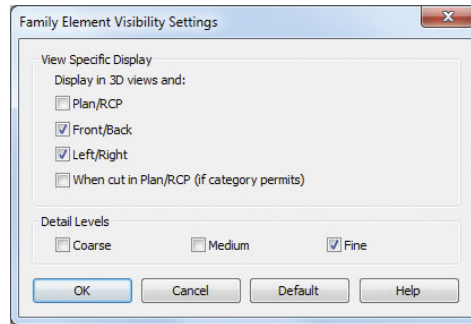 Family Element Visibility Settings
View Specific Display
Display in 3D views and:
Plan/RCP
Front/Back
Left/Right
When cut in Plan/RCP (if category permits)
Detail Levels
Coarse Medium Fine
OK Cancel Default Help